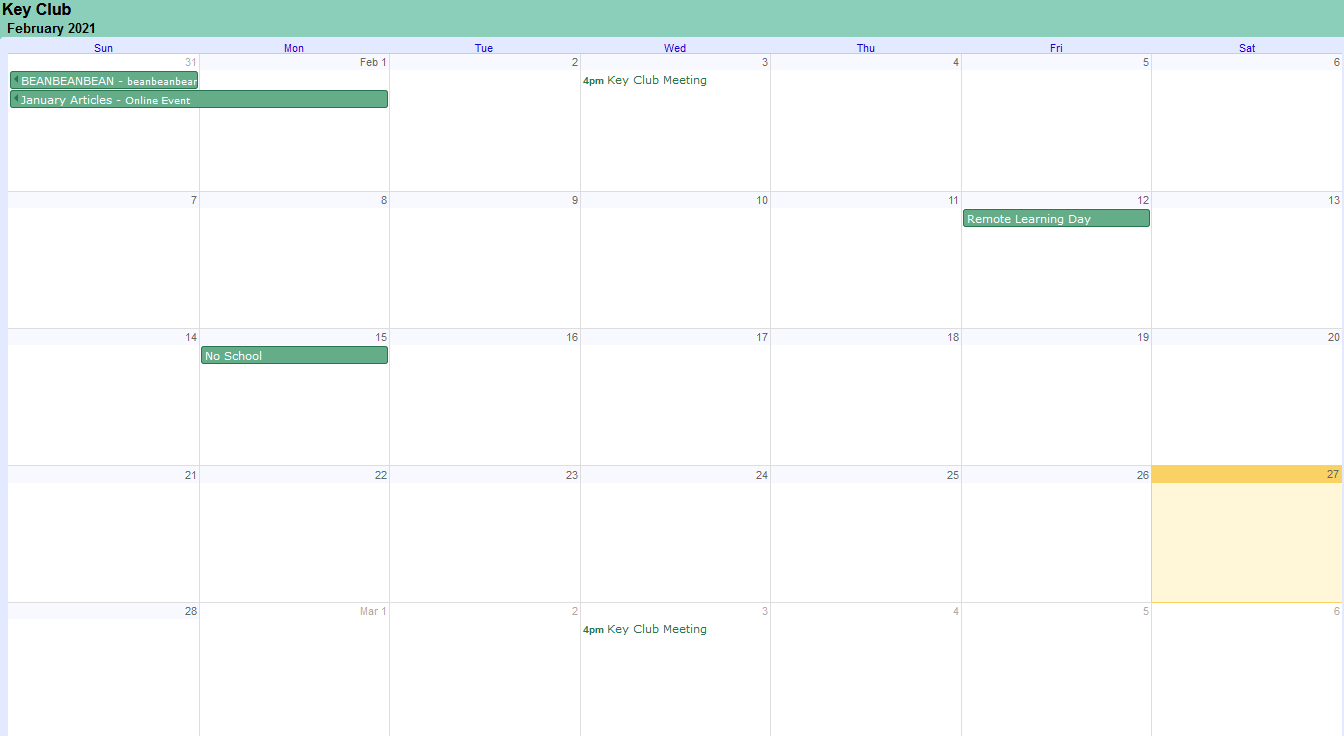 Key Club
February 2021
Sun Mon Tue Wed Thu Fri Sat
31 Feb 1 2 3 4 5 6
BEANBEANBEAN - beanbeanbear
4pm Key Club Meeting
January Articles - Online Event
7 8 9 10 11 12 13
Remote Learning Day
14 15 16 17 18 19 20
No School
21 22 23 24 25 26 27
28 Mar 1 2 3 4 5 6
4pm Key Club Meeting